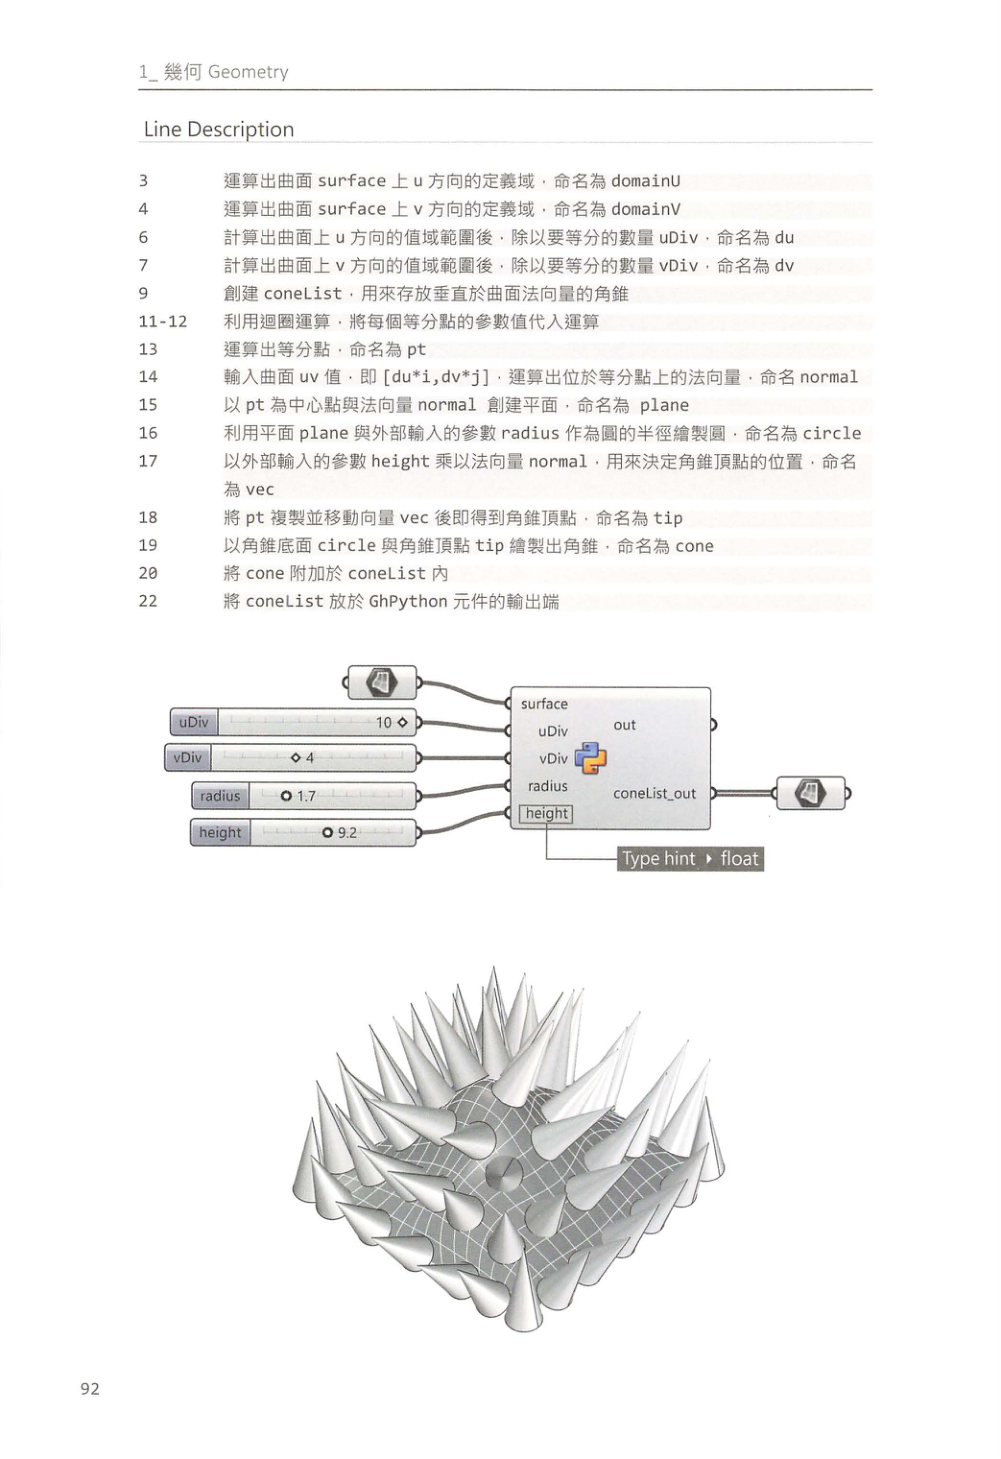 1_ 幾何 Geometry
Line Description
3 運算出曲面 surface 上 u 方向的定義域，命名為 domainU
4 運算出曲面 surface 上 v 方向的定義域，命名為 domainV
6 計算出曲面上 u 方向的值域範圍後，除以要等分的數量 uDiv，命名為 du
7 計算出曲面上 v 方向的值域範圍後，除以要等分的數量 vDiv，命名為 dv
9 創建 coneList，用來存放垂直於曲面法向量的角錐
11-12 利用迴圈運算，將每個等分點的參數值代入運算
13 運算出等分點，命名為 pt
14 輸入曲面 uv 值，即 [du*i,dv*j]，運算出位於等分點上的法向量，命名 normal
15 以 pt 為中心點與法向量 normal 創建平面，命名為 plane
16 利用平面 plane 與外部輸入的參數 radius 作為圓的半徑繪製圓，命名為 circle
17 以外部輸入的參數 height 乘以法向量 normal，用來決定角錐頂點的位置，命名
為 vec
18 將 pt 複製並移動向量 vec 後即得到角錐頂點，命名為 tip
19 以角錐底面 circle 與角錐頂點 tip 繪製出角錐，命名為 cone
20 將 cone 附加於 coneList 內
22 將 coneList 放於 GhPython 元件的輸出端
surface
uDiv 10
uDiv
out
vDiv 4
vDiv
radius 1.7
radius
coneList_out
height 9.2
height
Type hint ▸ float
92